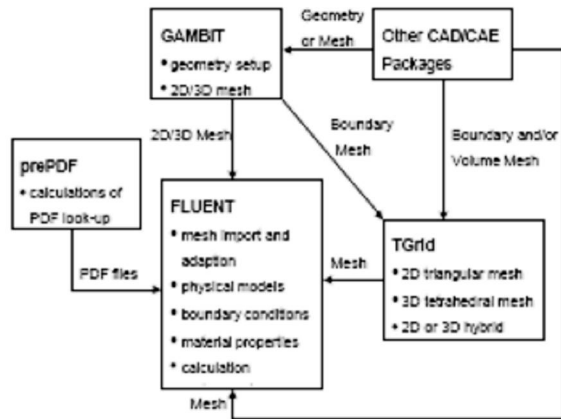 GAMBIT
• geometry setup
• 2D/3D mesh
Geometry
or Mesh
Other CAD/CAE
Packages
2D/3D Mesh
Boundary
Mesh
Boundary and/or
Volume Mesh
prePDF
• calculations of
PDF look-up
PDF files
FLUENT
• mesh import and
adaption
• physical models
• boundary conditions
• material properties
• calculation
Mesh
TGrid
• 2D triangular mesh
• 3D tetrahedral mesh
• 2D or 3D hybrid
Mesh